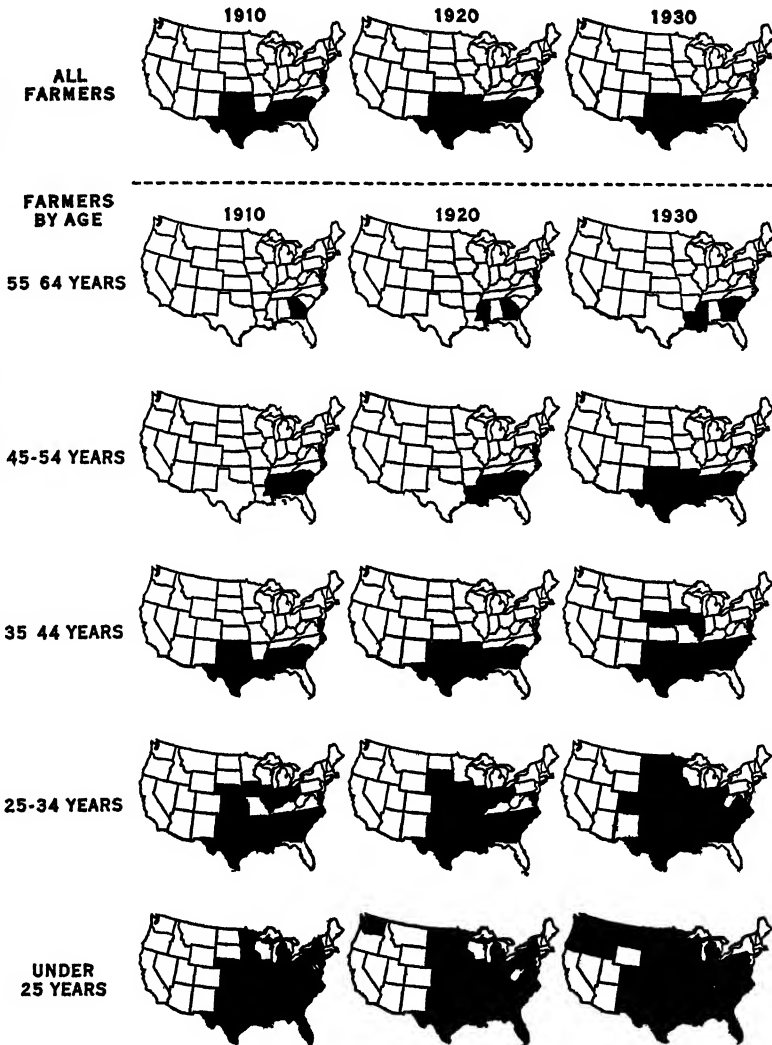 1910 1920 1930
ALL
FARMERS
FARMERS
BY AGE
1910 1920 1930
55 64 YEARS
45-54 YEARS
35 44 YEARS
25-34 YEARS
UNDER
25 YEARS